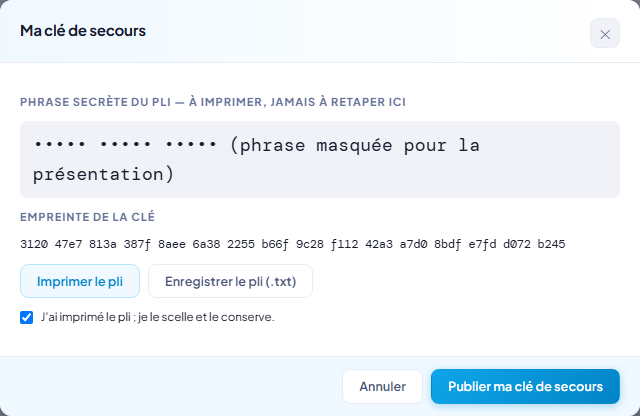 Ma clé de secours
PHRASE SECRÈTE DU PLI — À IMPRIMER, JAMAIS À RETAPER ICI
••••• ••••• ••••• (phrase masquée pour la
présentation)
EMPREINTE DE LA CLÉ
3120 47e7 813a 387f 8aee 6a38 2255 b66f 9c28 f112 42a3 a7d0 8bdf e7fd d072 b245
Imprimer le pli Enregistrer le pli (.txt)
J'ai imprimé le pli ; je le scelle et le conserve.
Annuler Publier ma clé de secours